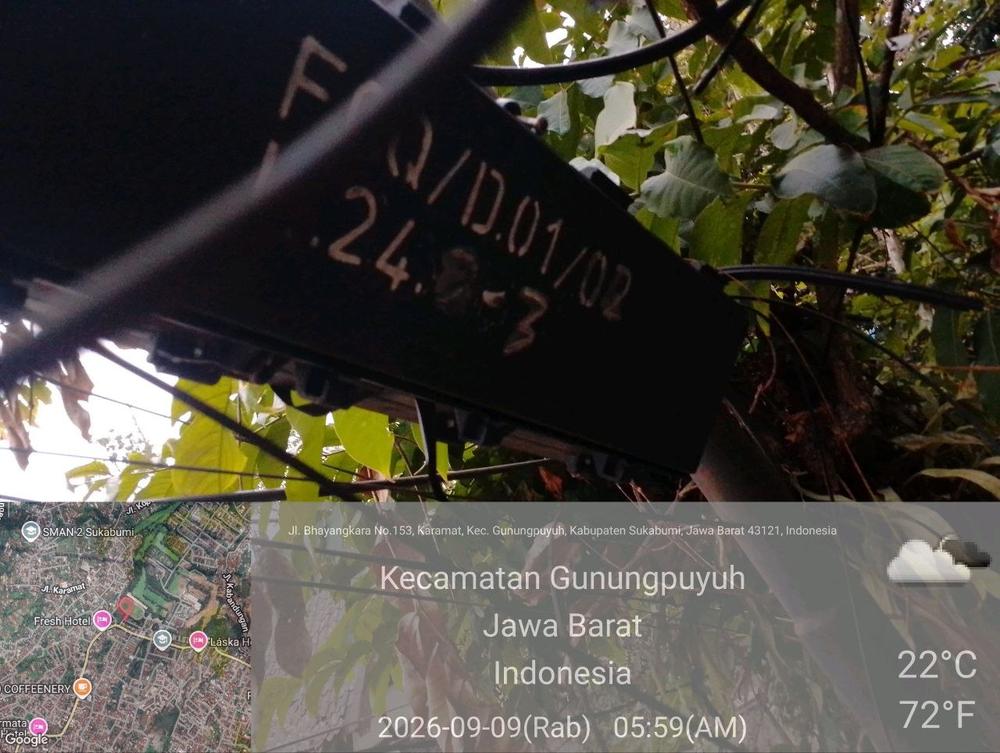 Q/D.01/02
.24.
-3
Jl. Bhayangkara No.153, Karamat, Kec. Gunungpuyuh, Kabupaten Sukabumi, Jawa Barat 43121, Indonesia
Kecamatan Gunungpuyuh
Jawa Barat
Indonesia
2026-09-09(Rab) 05:59(AM)
22°C
72°F
SMAN 2 Sukabumi
Jl. Karamat
Fresh Hotel
Laska H
COFFEENERY
Google